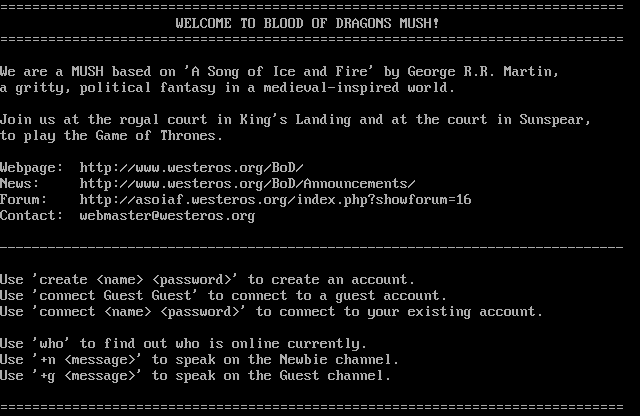 ==============================================================================
WELCOME TO BLOOD OF DRAGONS MUSH!
==============================================================================
We are a MUSH based on 'A Song of Ice and Fire' by George R.R. Martin,
a gritty, political fantasy in a medieval-inspired world.
Join us at the royal court in King's Landing and at the court in Sunspear,
to play the Game of Thrones.
Webpage:  http://www.westeros.org/BoD/
News:     http://www.westeros.org/BoD/Announcements/
Forum:    http://asoiaf.westeros.org/index.php?showforum=16
Contact:  webmaster@westeros.org
------------------------------------------------------------------------------
Use 'create <name> <password>' to create an account.
Use 'connect Guest Guest' to connect to a guest account.
Use 'connect <name> <password>' to connect to your existing account.
Use 'who' to find out who is online currently.
Use '+n <message>' to speak on the Newbie channel.
Use '+g <message>' to speak on the Guest channel.
==============================================================================